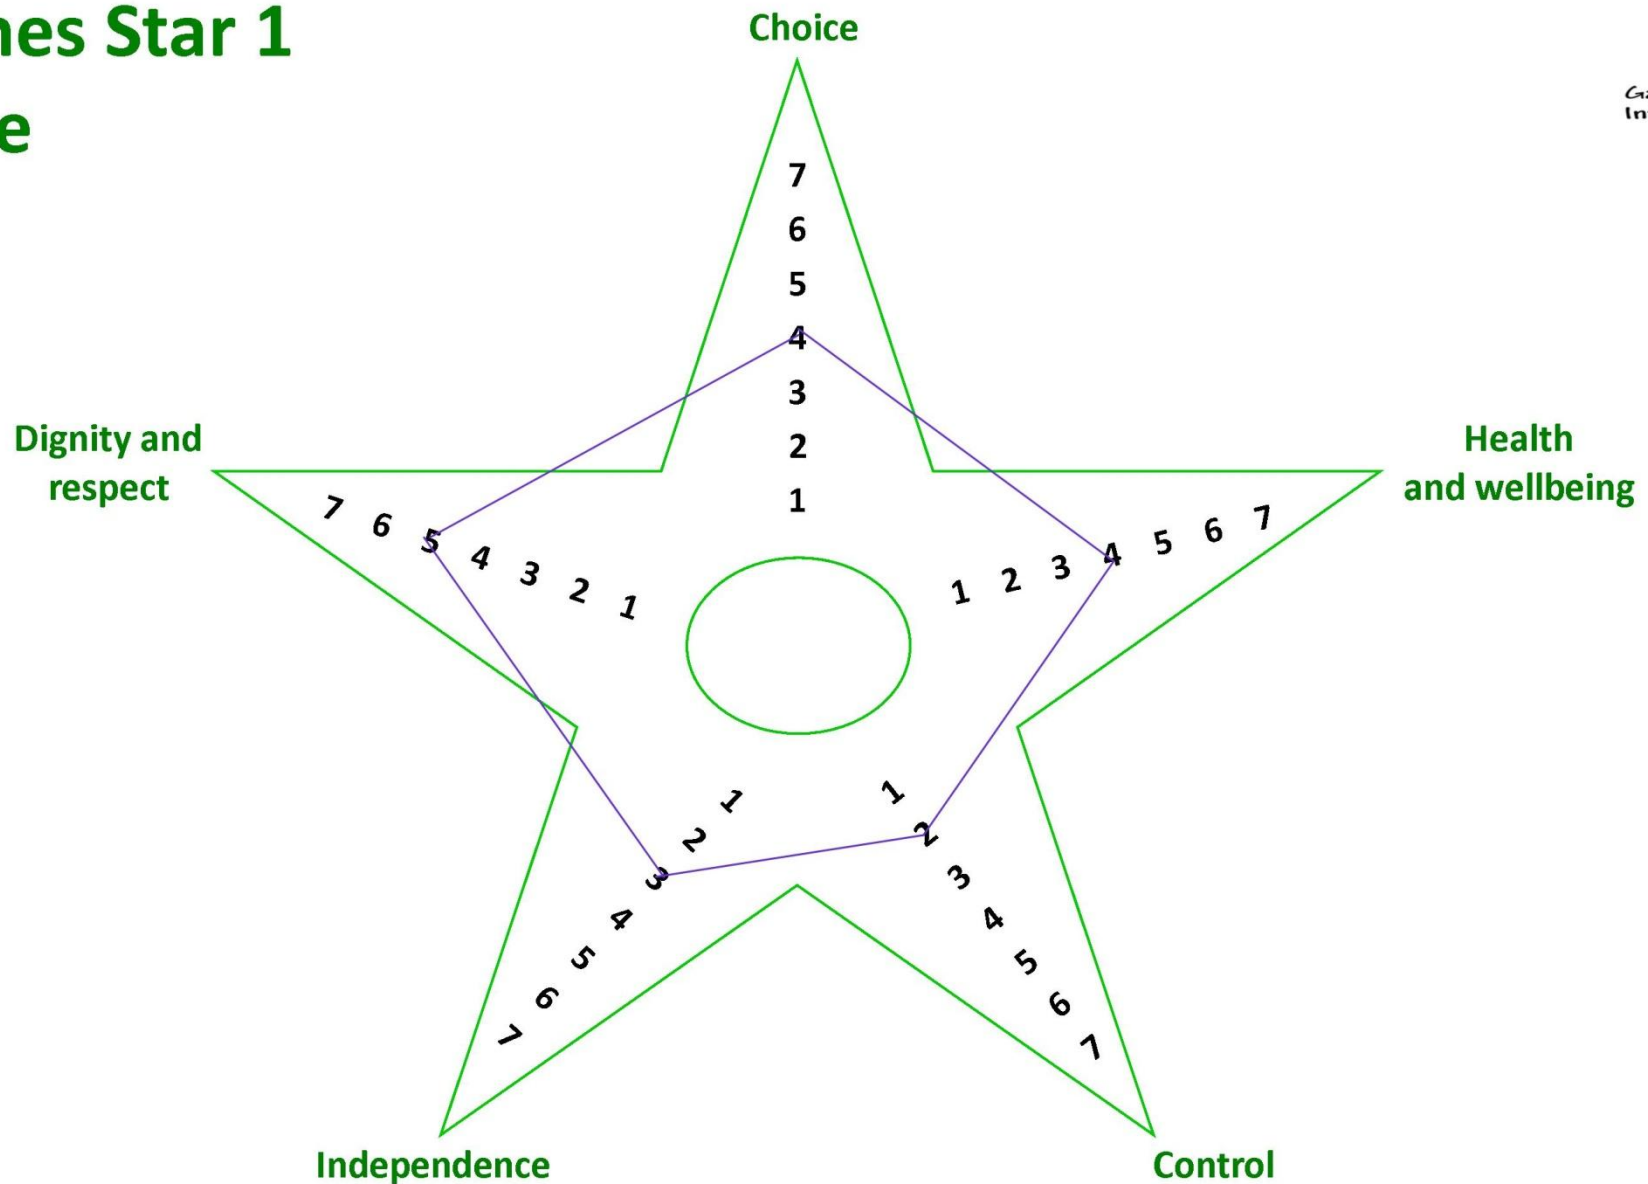 nes Star 1
e
Choice
7
6
5
4
3
2
1
Dignity and
respect
7 6 5 4 3 2 1
Health
and wellbeing
1 2 3 4 5 6 7
1
2
3
4
5
6
7
1
2
3
4
5
6
7
Independence
Control